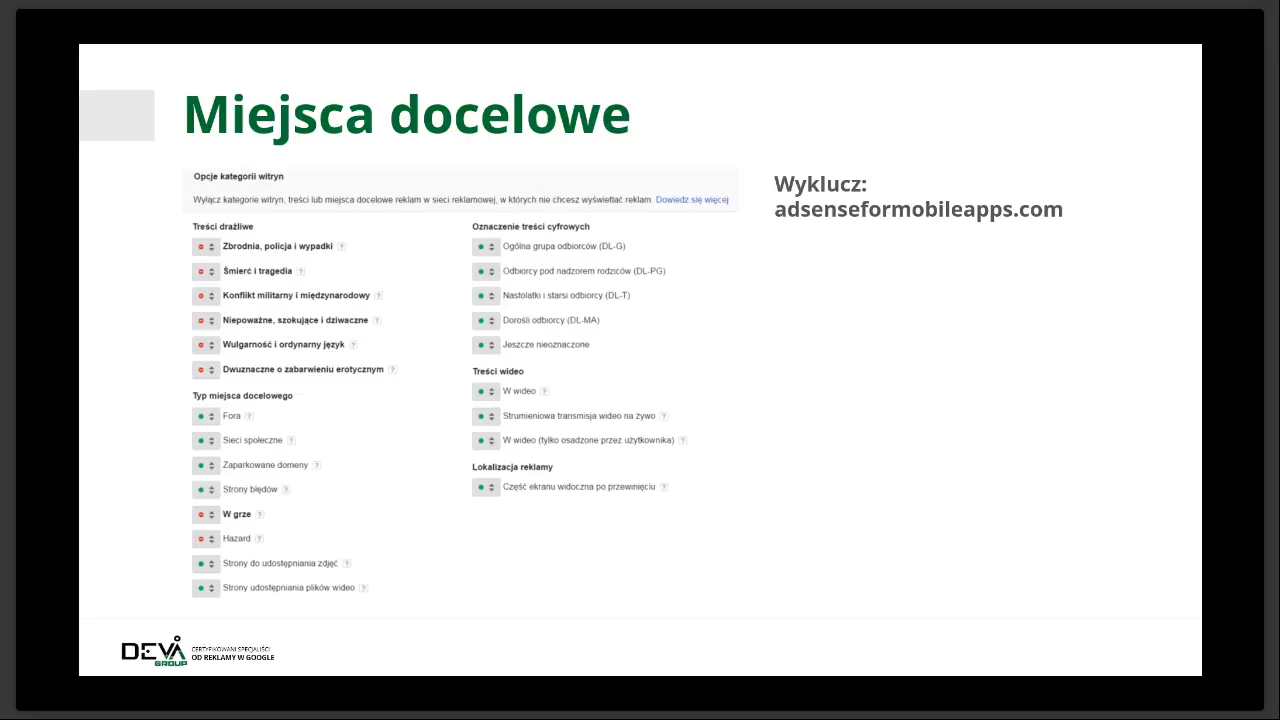 Miejsca docelowe
Opcje kategorii witryn
Wyłącz kategorie witryn, treści lub miejsca docelowe reklam w sieci reklamowej, w których nie chcesz wyświetlać reklam Dowiedz się więcej
Treści drażliwe
Zbrodnia, policja i wypadki ?
Śmierć i tragedia ?
Konflikt militarny i międzynarodowy ?
Niepoważne, szokujące i dziwaczne ?
Wulgarność i ordynarny język ?
Dwuznaczne o zabarwieniu erotycznym ?
Typ miejsca docelowego
Fora ?
Sieci społeczne ?
Zaparkowane domeny ?
Strony błędów ?
W grze ?
Hazard ?
Strony do udostępniania zdjęć ?
Strony udostępniania plików wideo ?
Oznaczenie treści cyfrowych
Ogólna grupa odbiorców (DL-G)
Odbiorcy pod nadzorem rodziców (DL-PG)
Nastolatki i starsi odbiorcy (DL-T)
Dorośli odbiorcy (DL-MA)
Jeszcze nieoznaczone
Treści wideo
W wideo ?
Strumieniowa transmisja wideo na żywo ?
W wideo (tylko osadzone przez użytkownika) ?
Lokalizacja reklamy
Część ekranu widoczna po przewinięciu ?
Wyklucz:
adsenseformobileapps.com
DEVA GROUP
CERTYFIKOWANI SPECJALIŚCI
OD REKLAMY W GOOGLE